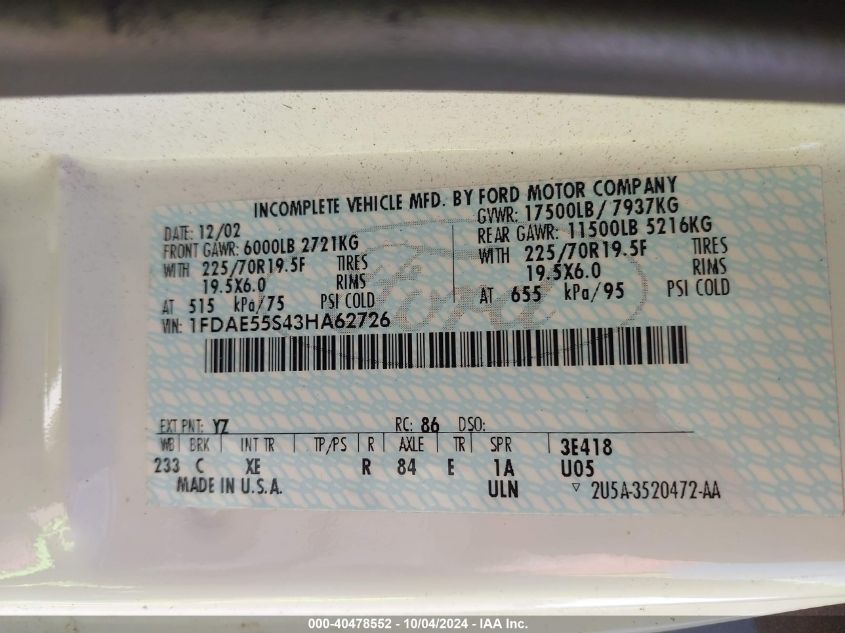 INCOMPLETE VEHICLE MFD. BY FORD MOTOR COMPANY
DATE: 12/02 GVWR: 17500LB/ 7937KG
FRONT GAWR: 6000LB 2721KG REAR GAWR: 11500LB 5216KG
WITH 225/70R19.5F TIRES WITH 225/70R19.5F TIRES
19.5X6.0 RIMS 19.5X6.0 RIMS
AT 515 kPa/75 PSI COLD AT 655 kPa/95 PSI COLD
VIN: 1FDAE55S43HA62726
Ford
EXT PNT: YZ RC: 86 DSO:
WB BRK INT TR TP/PS R AXLE TR SPR 3E418
233 C XE R 84 E 1A U05
MADE IN U.S.A. ULN ▽ 2U5A-3520472-AA
000-40478552 - 10/04/2024 - IAA Inc.